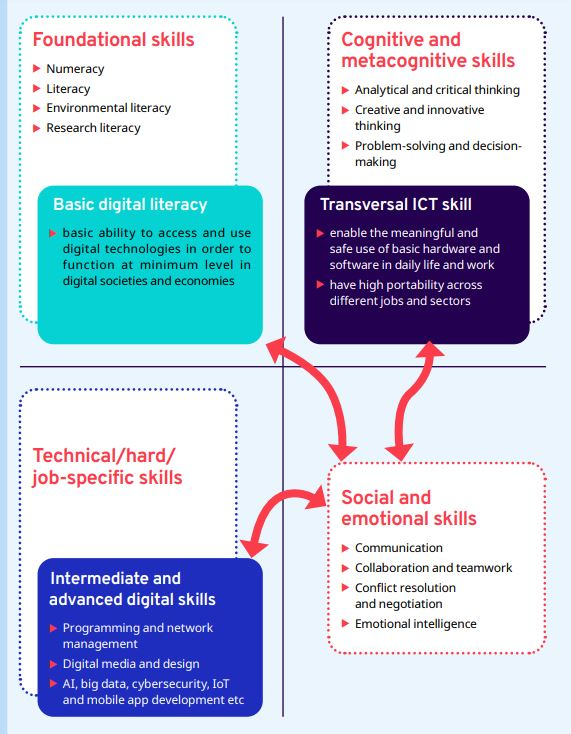 Foundational skills
Numeracy
Literacy
Environmental literacy
Research literacy
Basic digital literacy
basic ability to access and use
digital technologies in order to
function at minimum level in
digital societies and economies
Cognitive and
metacognitive skills
Analytical and critical thinking
Creative and innovative
thinking
Problem-solving and decision-
making
Transversal ICT skill
enable the meaningful and
safe use of basic hardware and
software in daily life and work
have high portability across
different jobs and sectors
Technical/hard/
job-specific skills
Intermediate and
advanced digital skills
Programming and network
management
Digital media and design
AI, big data, cybersecurity, IoT
and mobile app development etc
Social and
emotional skills
Communication
Collaboration and teamwork
Conflict resolution
and negotiation
Emotional intelligence